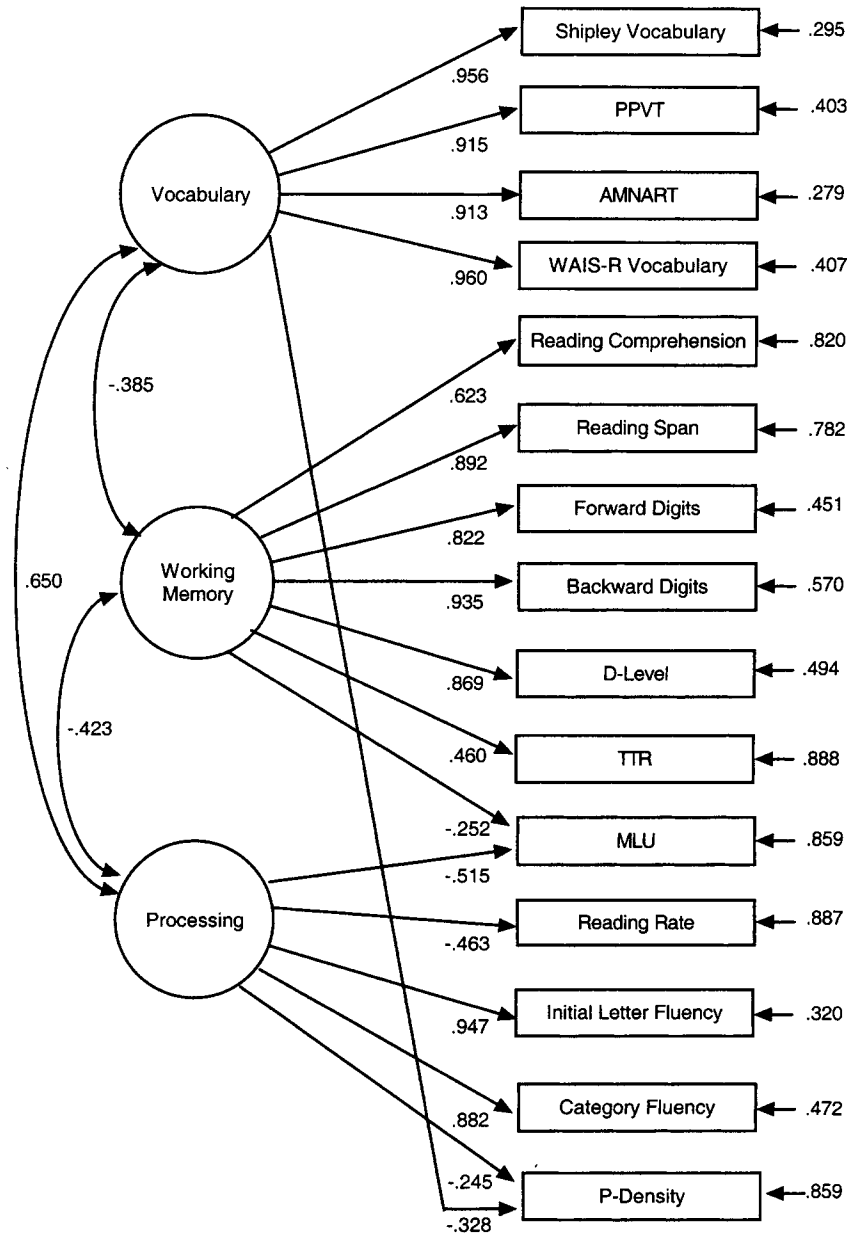 Shipley Vocabulary
.295
.956
PPVT
.403
.915
Vocabulary
AMNART
.279
.913
WAIS-R Vocabulary
.407
.960
Reading Comprehension
.820
-.385
.623
Reading Span
.782
.892
Forward Digits
.451
.822
Working
Memory
.650
Backward Digits
.570
.935
D-Level
.494
.869
-.423
TTR
.888
.460
-.252
MLU
.859
-.515
Processing
Reading Rate
.887
-.463
Initial Letter Fluency
.320
.947
Category Fluency
.472
.882
-.245
P-Density
.859
-.328